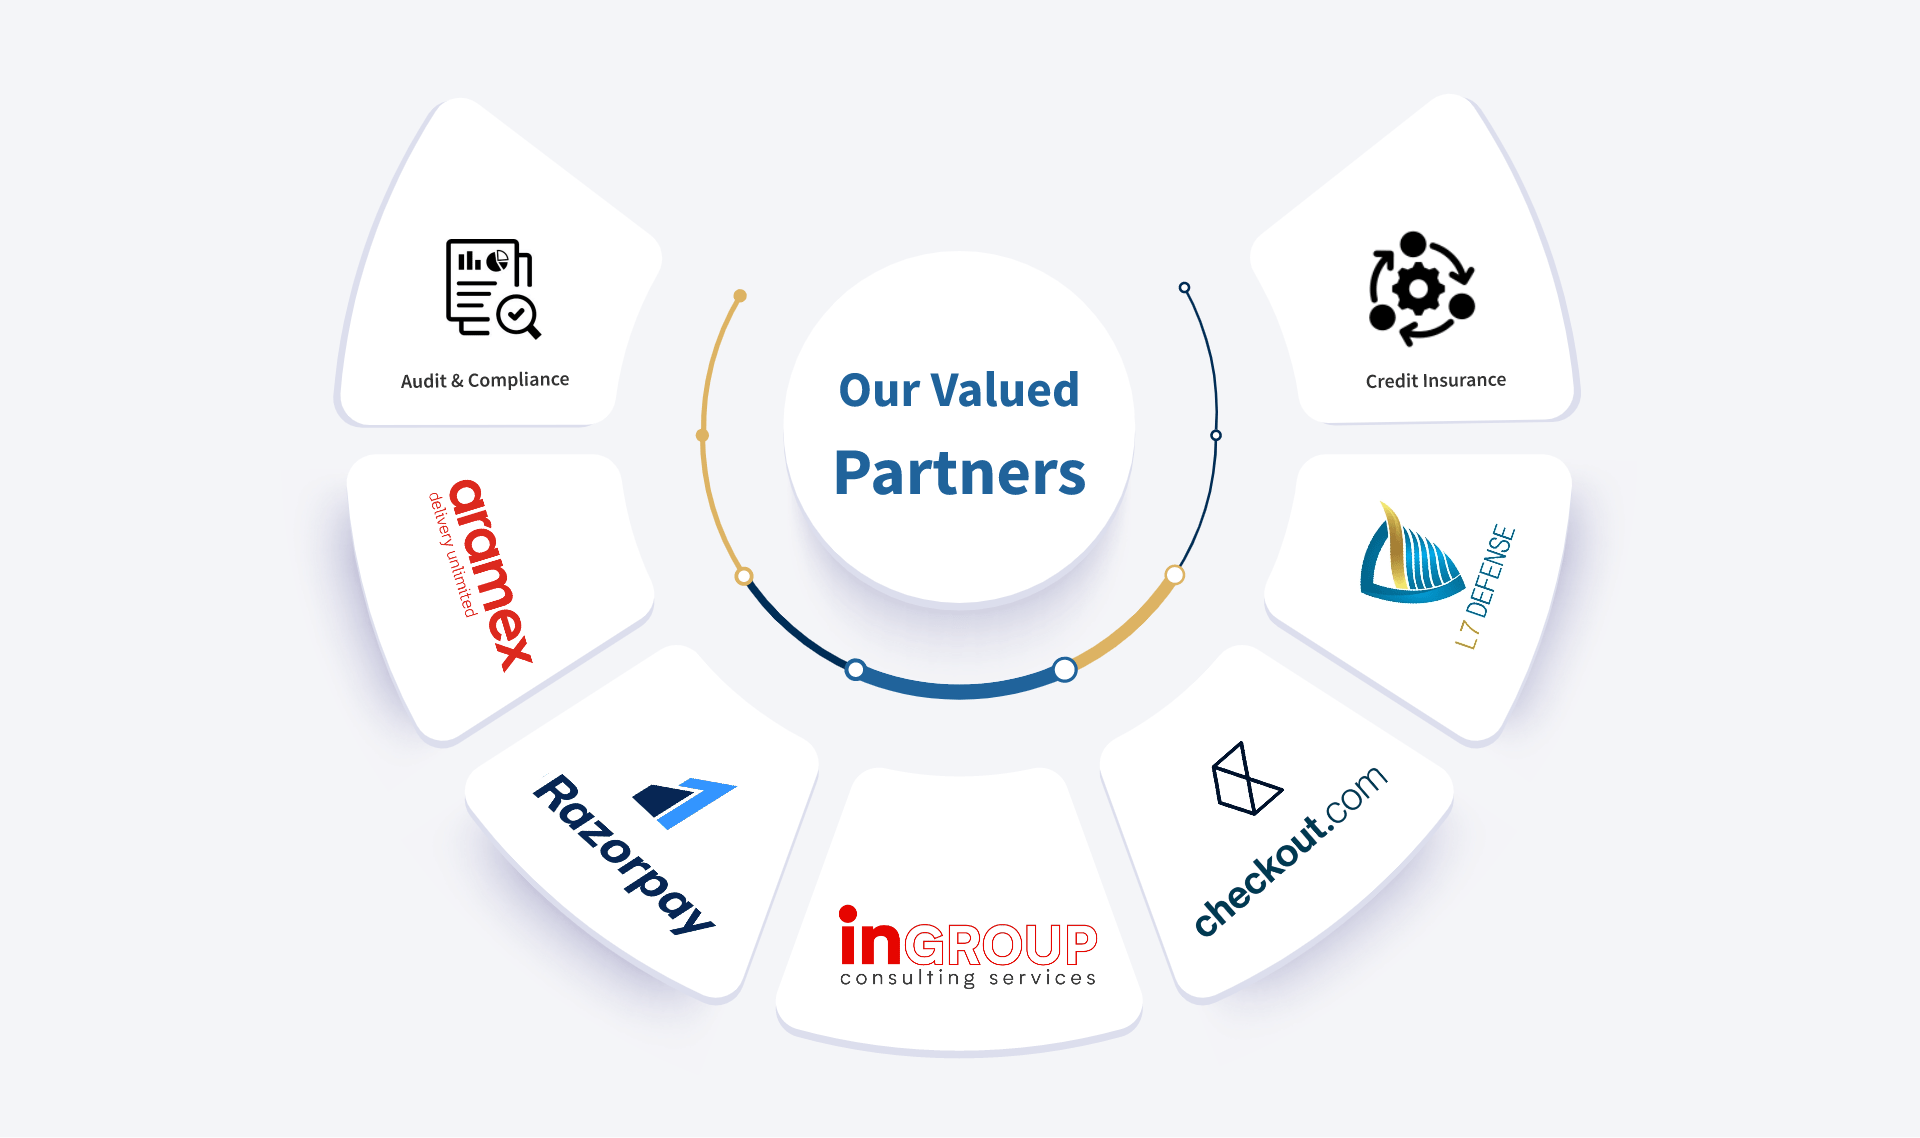 Our Valued
Partners
Audit & Compliance
aramex
delivery unlimited
Razorpay
inGROUP
consulting services
checkout.com
L7 DEFENSE
Credit Insurance